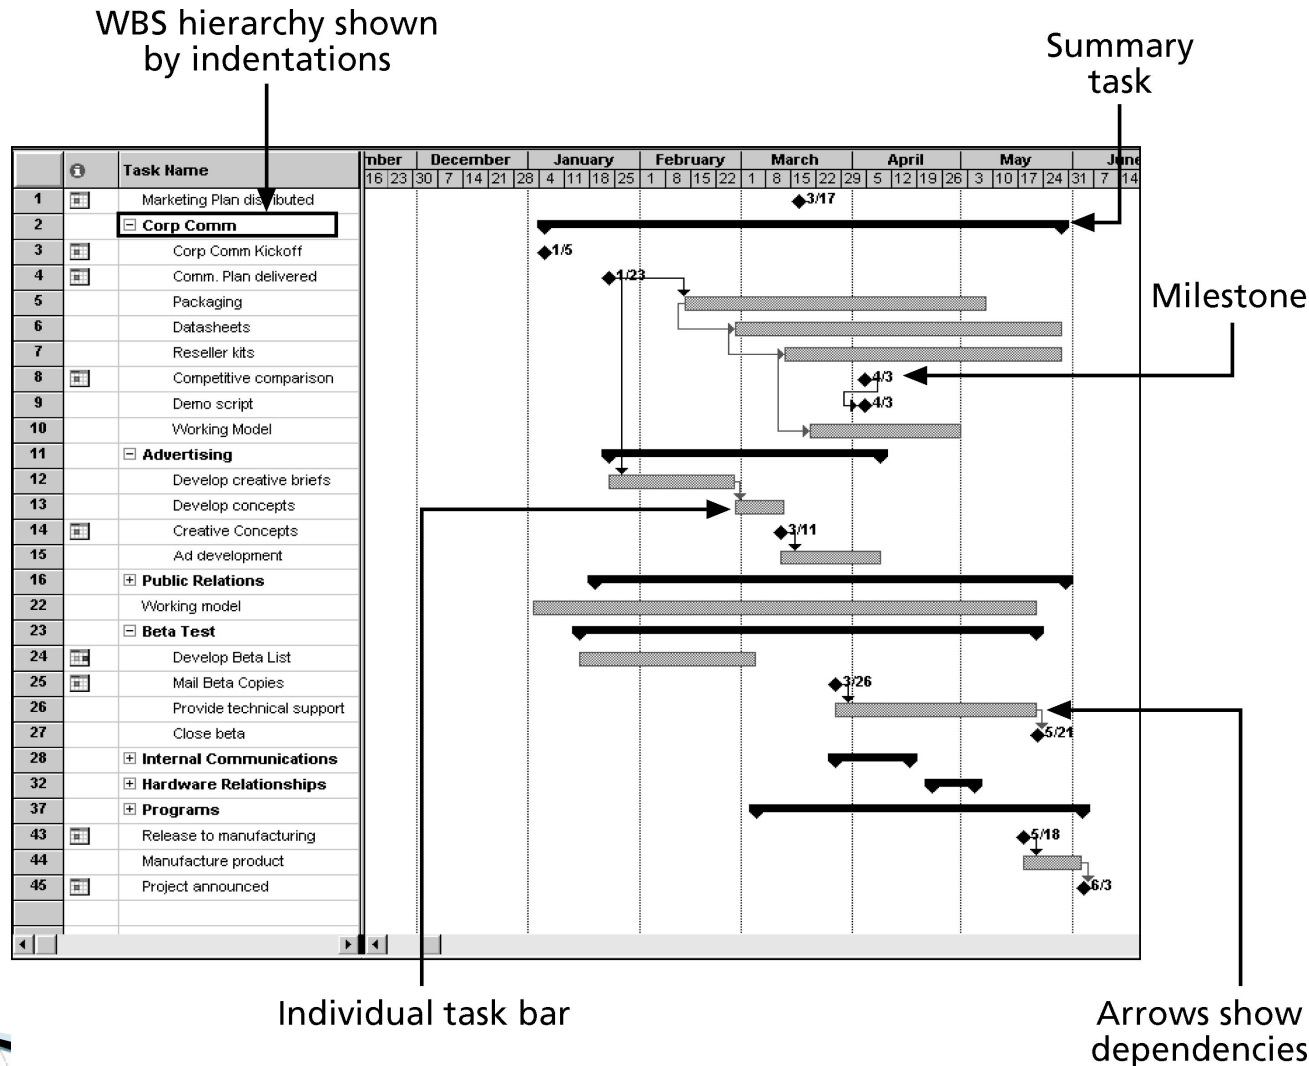 WBS hierarchy shown
by indentations
Summary
task
Task Name
mber December January February March April May June
16 23 30 7 14 21 28 4 11 18 25 1 8 15 22 1 8 15 22 29 5 12 19 26 3 10 17 24 31 7 14
1 Marketing Plan distributed 3/17
2 Corp Comm
3 Corp Comm Kickoff 1/5
4 Comm. Plan delivered 1/23
5 Packaging
Milestone
6 Datasheets
7 Reseller kits
8 Competitive comparison 4/3
9 Demo script 4/3
10 Working Model
11 Advertising
12 Develop creative briefs
13 Develop concepts
14 Creative Concepts 3/11
15 Ad development
16 Public Relations
22 Working model
23 Beta Test
24 Develop Beta List
25 Mail Beta Copies 3/26
26 Provide technical support
27 Close beta 5/21
28 Internal Communications
32 Hardware Relationships
37 Programs
43 Release to manufacturing 5/18
44 Manufacture product
45 Project announced 6/3
Individual task bar
Arrows show
dependencies